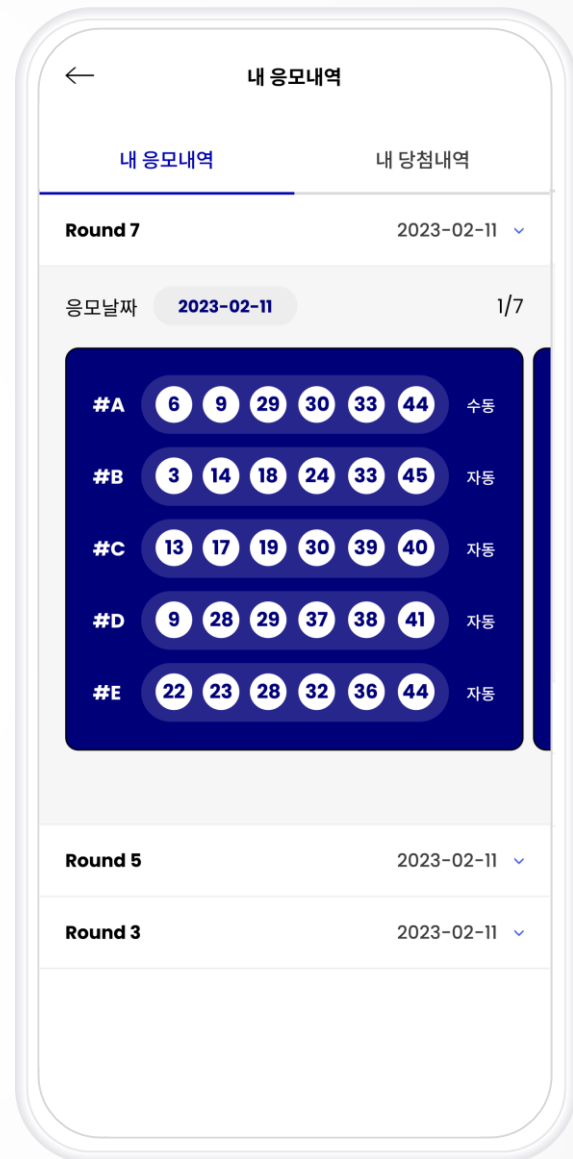 내 응모내역
내 응모내역 내 당첨내역
Round 7 2023-02-11
응모날짜 2023-02-11 1/7
#A 6 9 29 30 33 44 수동
#B 3 14 18 24 33 45 자동
#C 13 17 19 30 39 40 자동
#D 9 28 29 37 38 41 자동
#E 22 23 28 32 36 44 자동
Round 5 2023-02-11
Round 3 2023-02-11